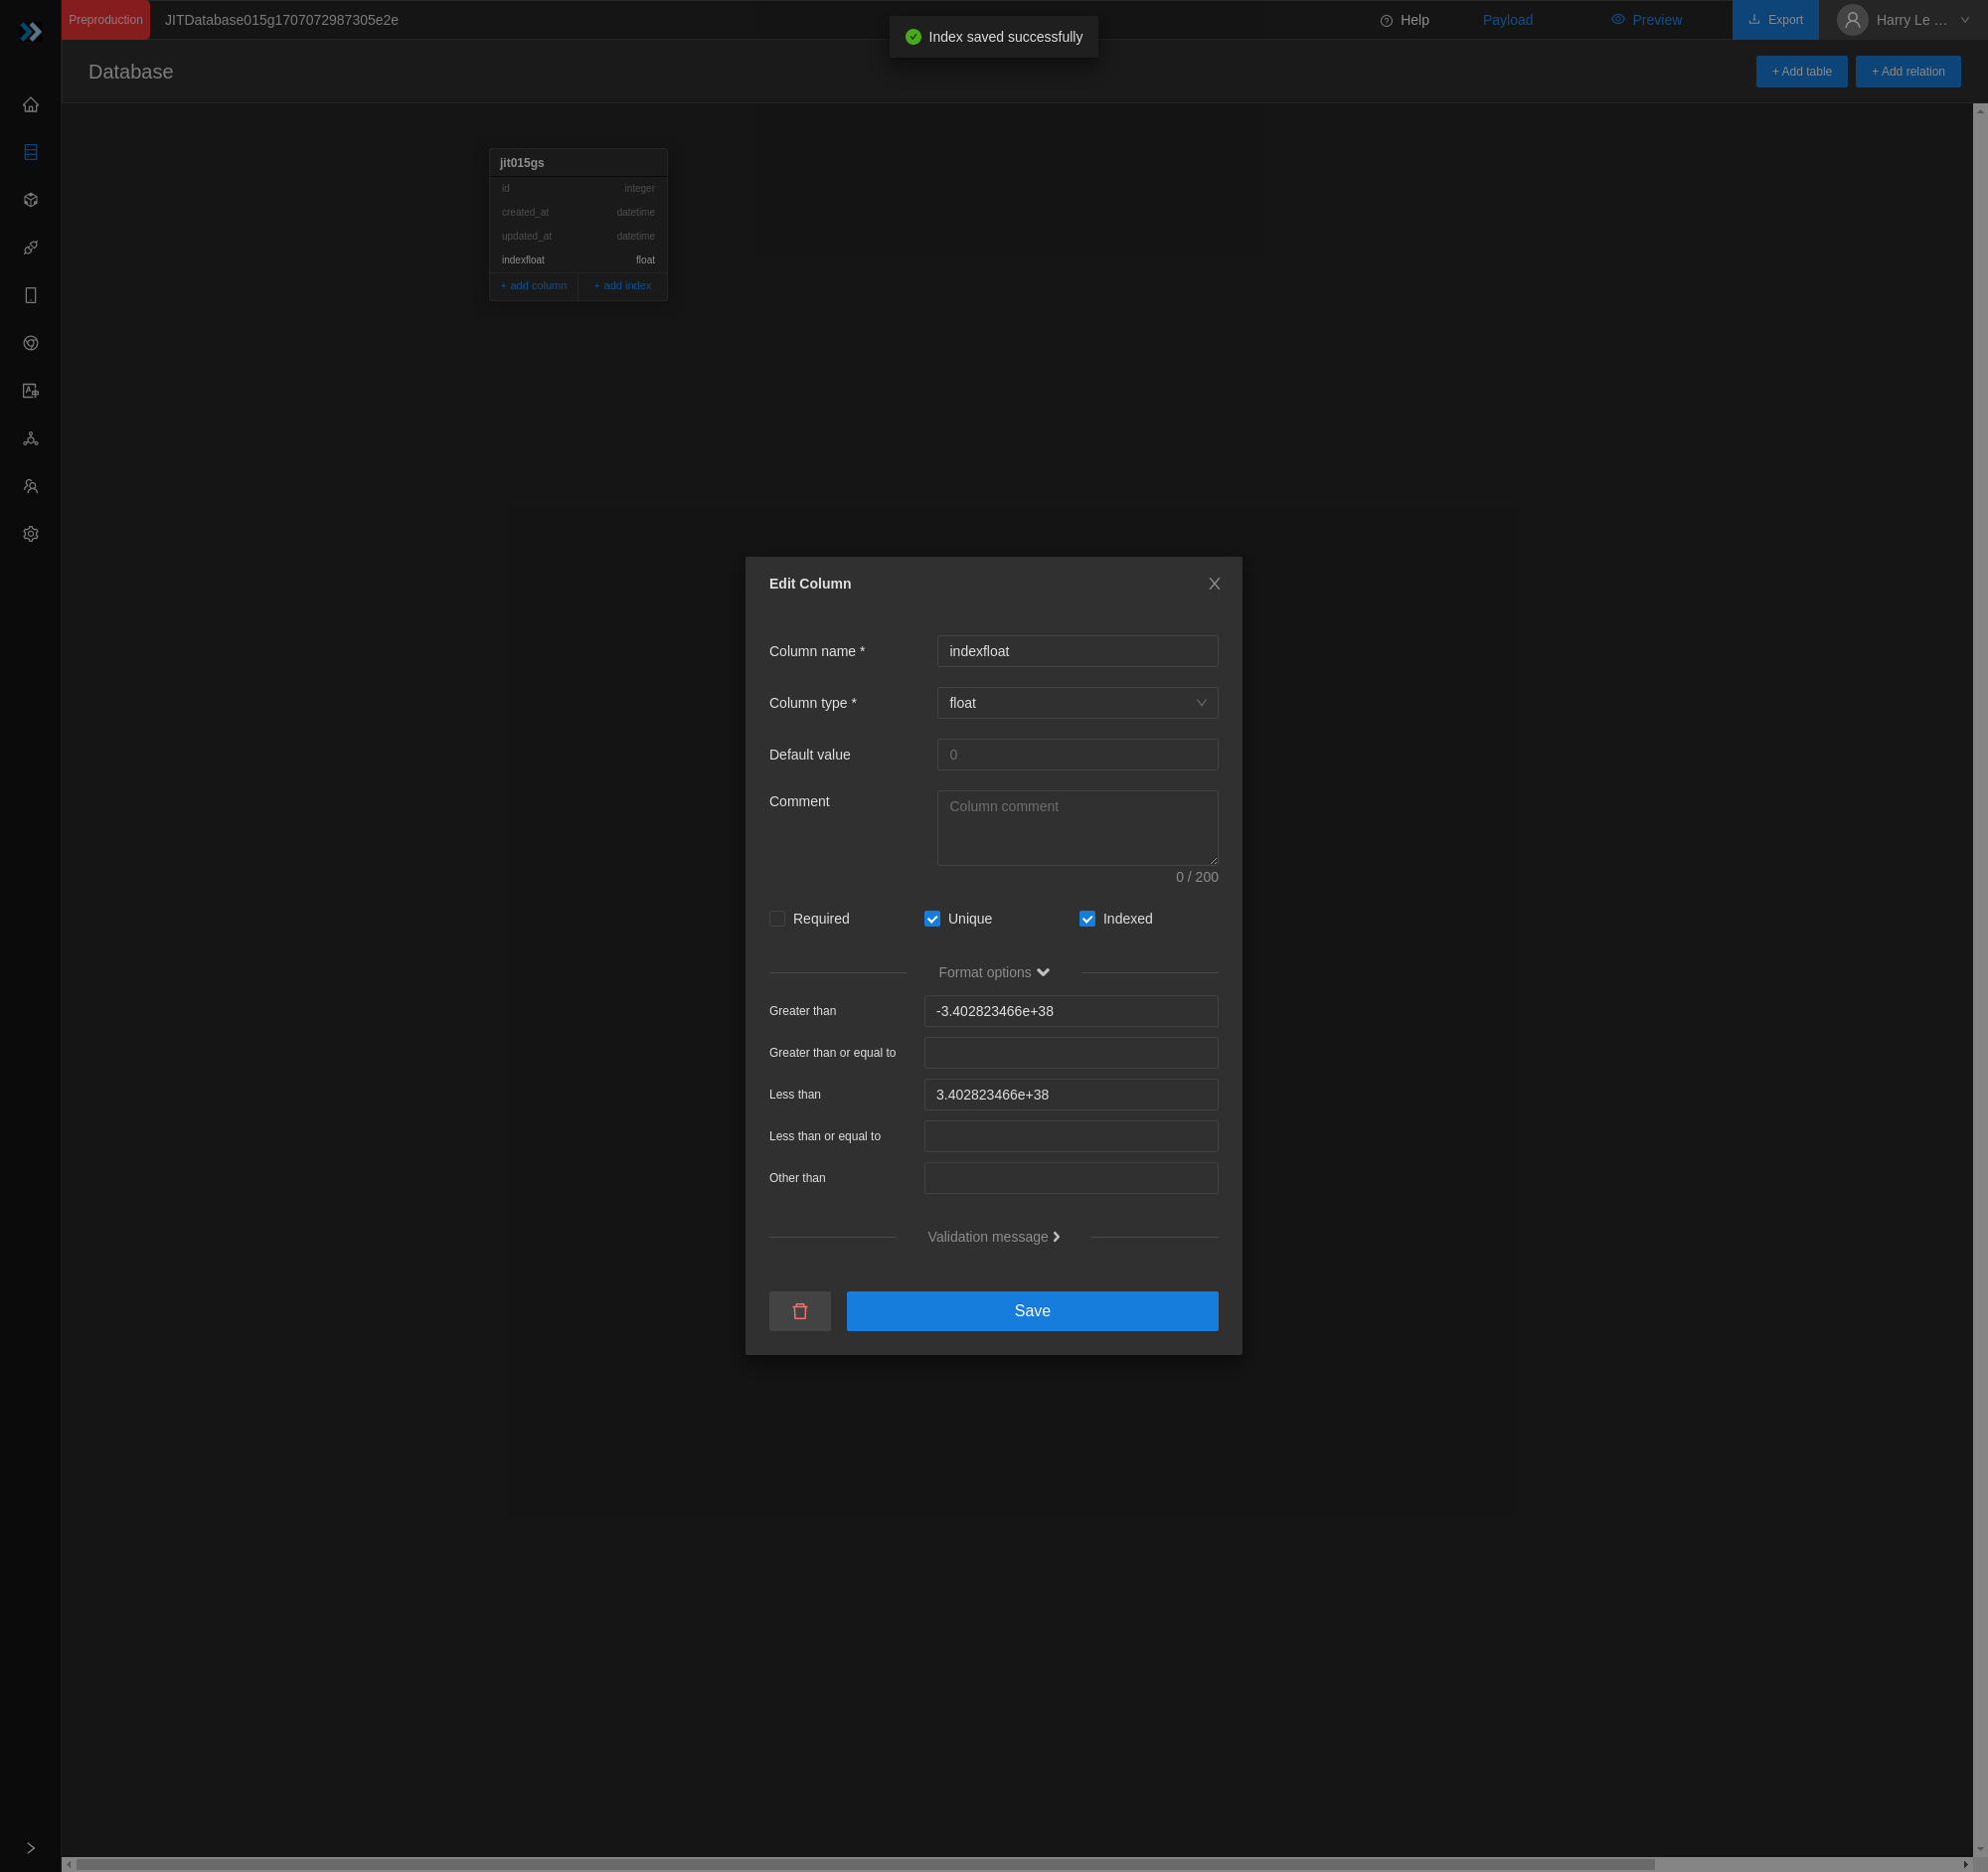 Preproduction JITDatabase015g1707072987305e2e Help Payload Preview Export Harry Le ...
Index saved successfully
Database + Add table + Add relation
jit015gs
id integer
created_at datetime
updated_at datetime
indexfloat float
+ add column + add index
Edit Column
Column name * indexfloat
Column type * float
Default value 0
Comment Column comment
0 / 200
Required Unique Indexed
Format options
Greater than -3.402823466e+38
Greater than or equal to
Less than 3.402823466e+38
Less than or equal to
Other than
Validation message
Save